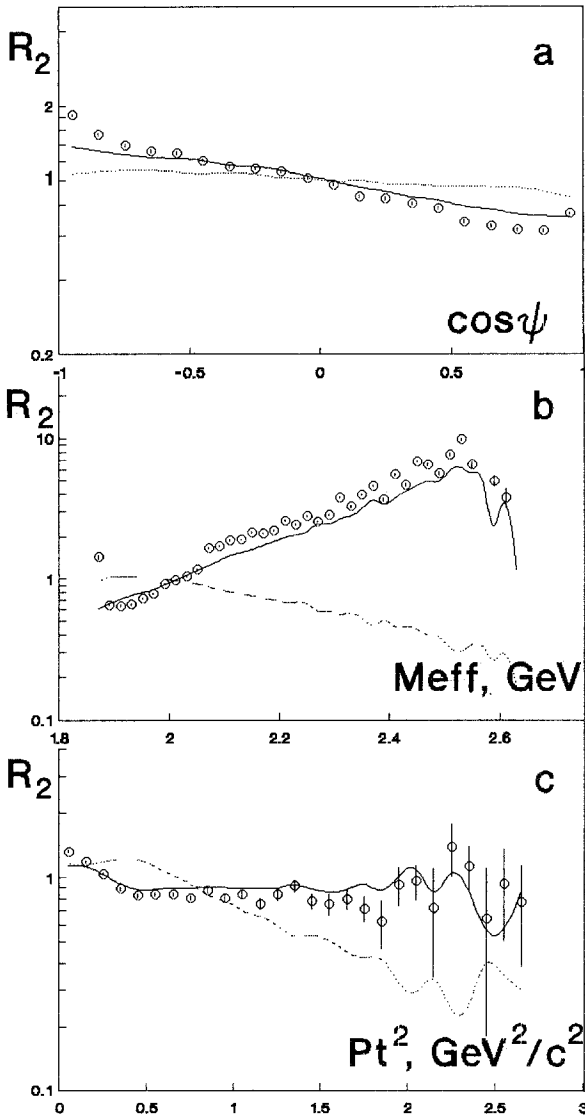 R₂
a
2
1
0.2
cosψ
-1 -0.5 0 0.5 1
R₂
b
10
1
0.1
Meff, GeV
1.8 2 2.2 2.4 2.6
R₂
c
1
0.1
Pt², GeV²/c²
0 0.5 1 1.5 2 2.5 3